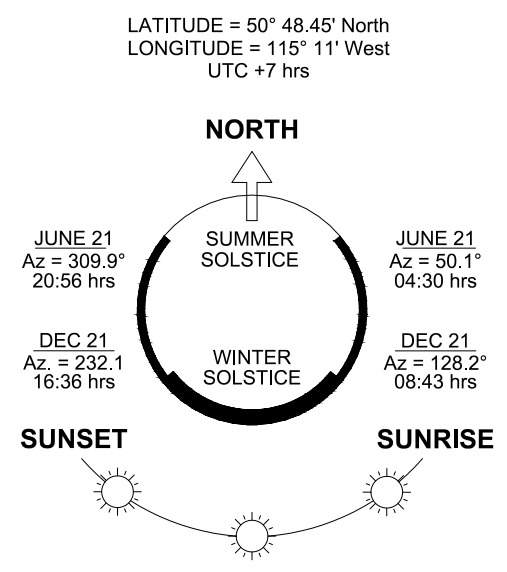 LATITUDE = 50° 48.45' North
LONGITUDE = 115° 11' West
UTC +7 hrs
NORTH
JUNE 21
Az = 309.9°
20:56 hrs
SUMMER
SOLSTICE
JUNE 21
Az = 50.1°
04:30 hrs
DEC 21
Az. = 232.1
16:36 hrs
WINTER
SOLSTICE
DEC 21
Az = 128.2°
08:43 hrs
SUNSET
SUNRISE